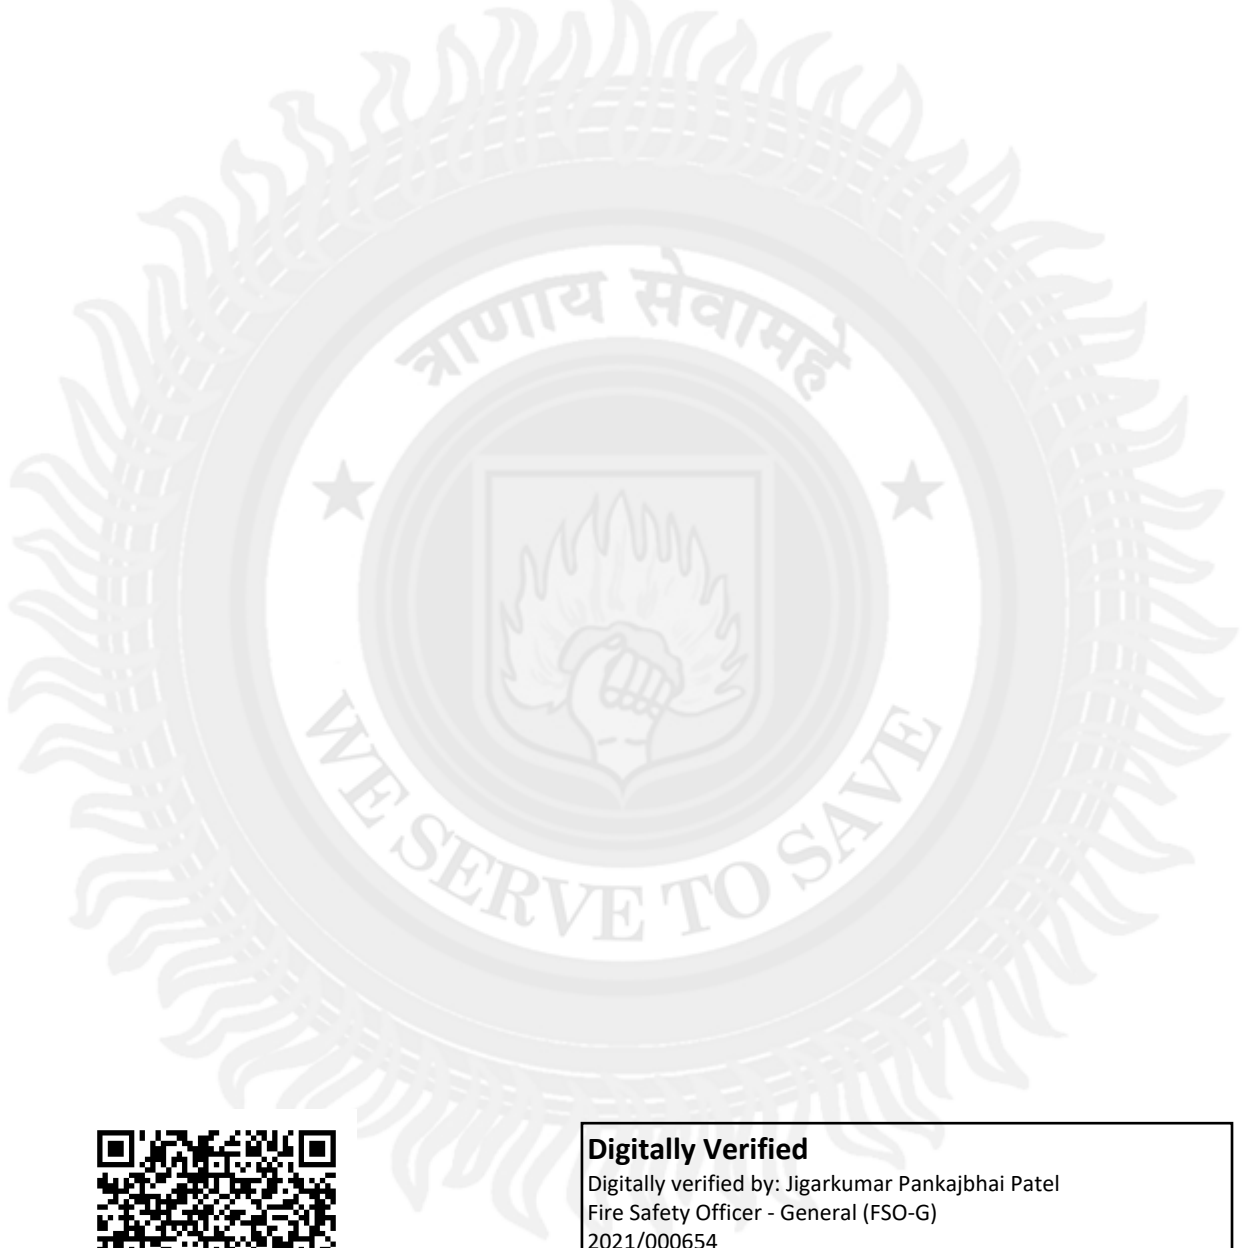 त्राणाय सेवामहे
WE SERVE TO SAVE
Digitally Verified
Digitally verified by: Jigarkumar Pankajbhai Patel
Fire Safety Officer - General (FSO-G)
2021/000654